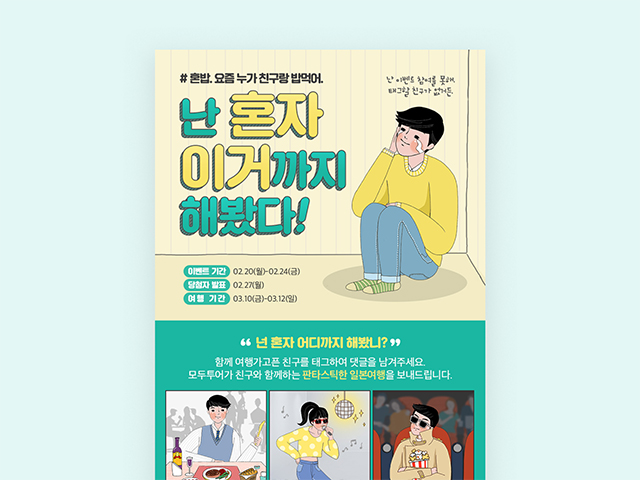 # 혼밥. 요즘 누가 친구랑 밥먹어.
난 이벤트 참여를 못해.
태그할 친구가 없거든.
난 혼자
이거까지
해봤다!
이벤트 기간 02.20(월)-02.24(금)
당첨자 발표 02.27(월)
여행 기간 03.10(금)-03.12(일)
“ 넌 혼자 어디까지 해봤니? ”
함께 여행가고픈 친구를 태그하여 댓글을 남겨주세요.
모두투어가 친구와 함께하는 판타스틱한 일본여행을 보내드립니다.